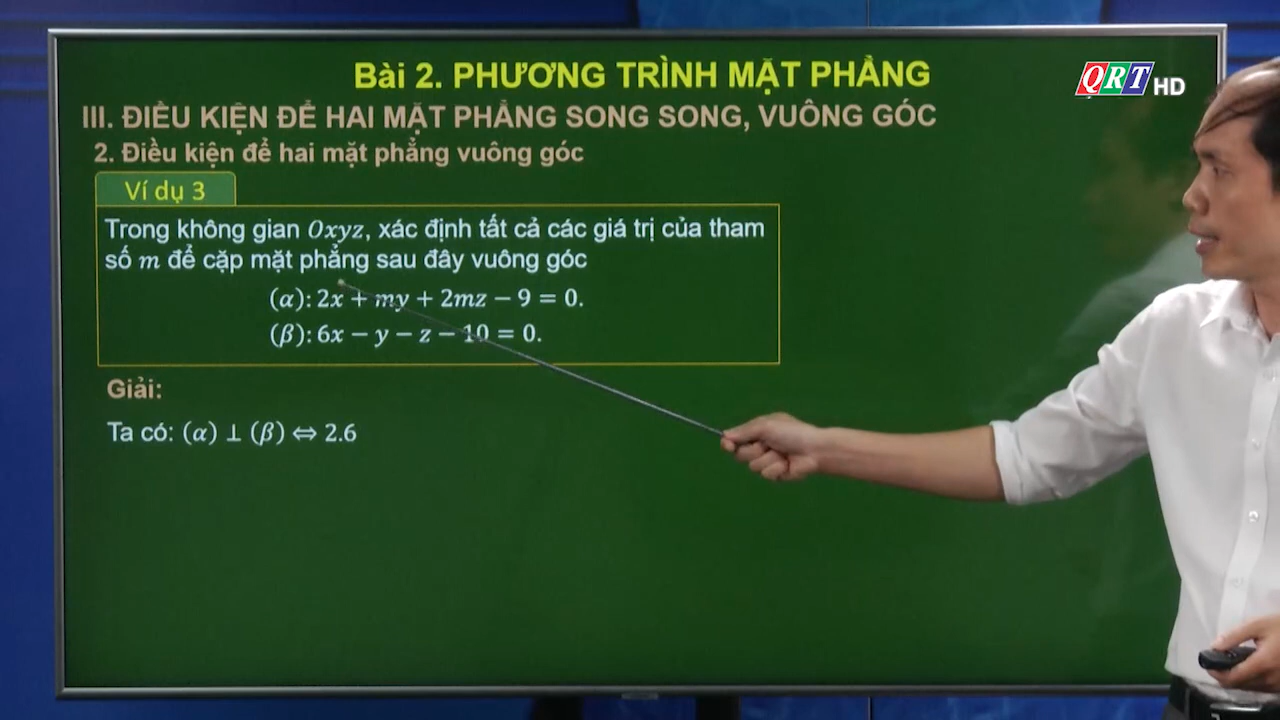 Bài 2. PHƯƠNG TRÌNH MẶT PHẲNG
QRT HD
III. ĐIỀU KIỆN ĐỂ HAI MẶT PHẲNG SONG SONG, VUÔNG GÓC
2. Điều kiện để hai mặt phẳng vuông góc
Ví dụ 3
Trong không gian Oxyz, xác định tất cả các giá trị của tham
số m để cặp mặt phẳng sau đây vuông góc
(α): 2x + my + 2mz − 9 = 0.
(β): 6x − y − z − 10 = 0.
Giải:
Ta có: (α) ⊥ (β) ⇔ 2.6